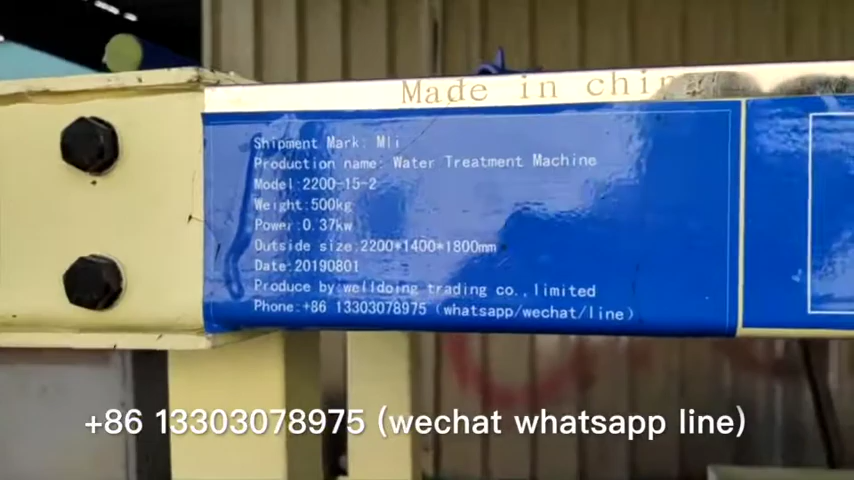 Made in china
Shipment Mark: Mli
Production name: Water Treatment Machine
Model:2200-15-2
Weight:500kg
Power:0.37kw
Outside size:2200*1400*1800mm
Date:20190801
Produce by:welldoing trading co.,limited
Phone:+86 13303078975 (whatsapp/wechat/line)
+86 13303078975 (wechat whatsapp line)